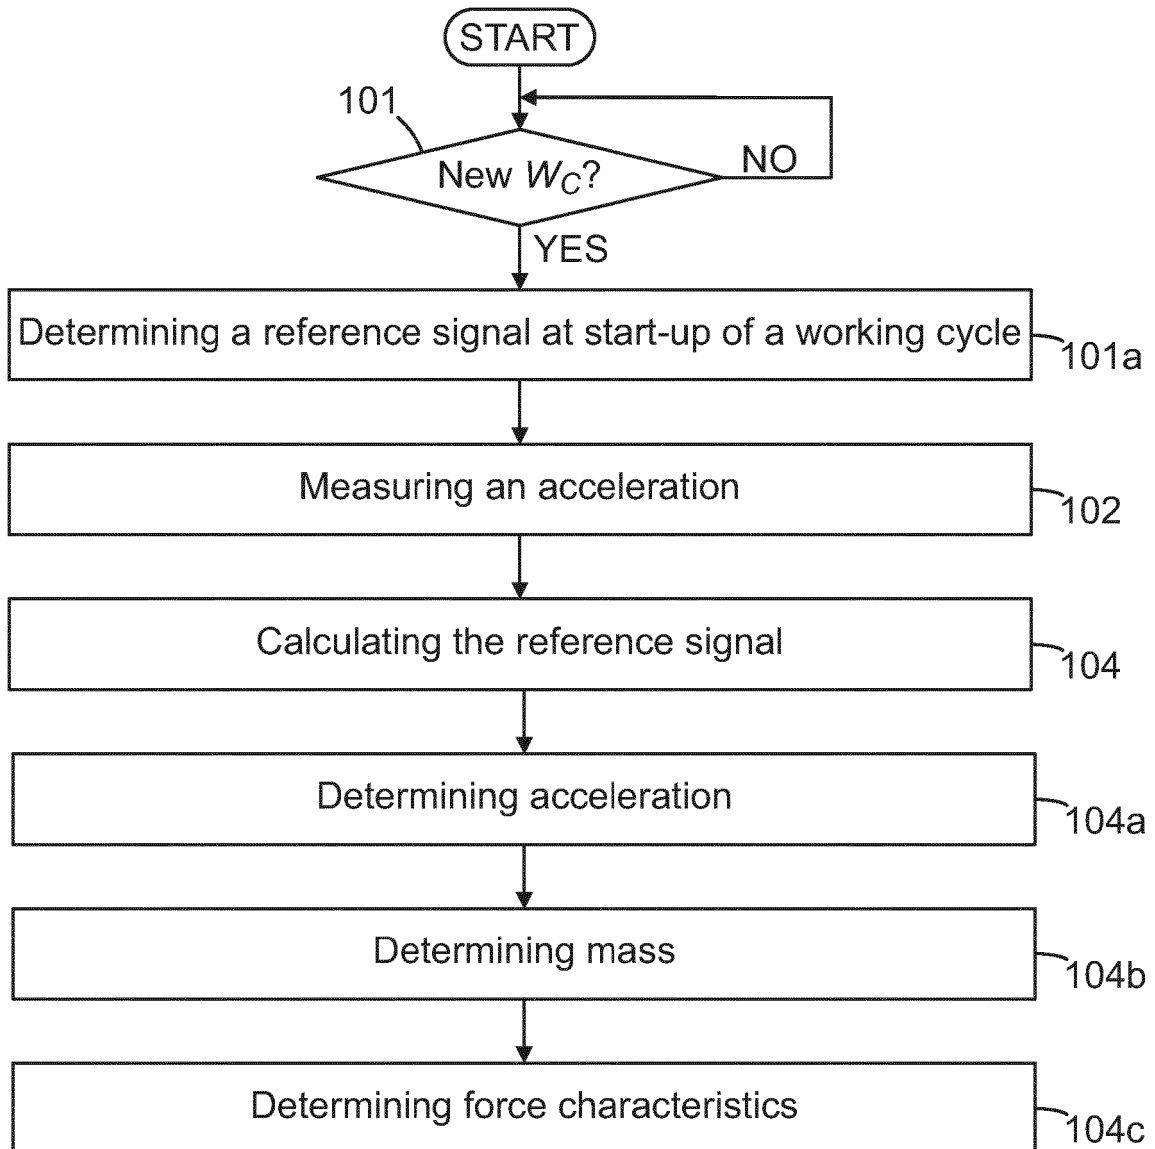 START
101
New WC?
NO
YES
Determining a reference signal at start-up of a working cycle
101a
Measuring an acceleration
102
Calculating the reference signal
104
Determining acceleration
104a
Determining mass
104b
Determining force characteristics
104c